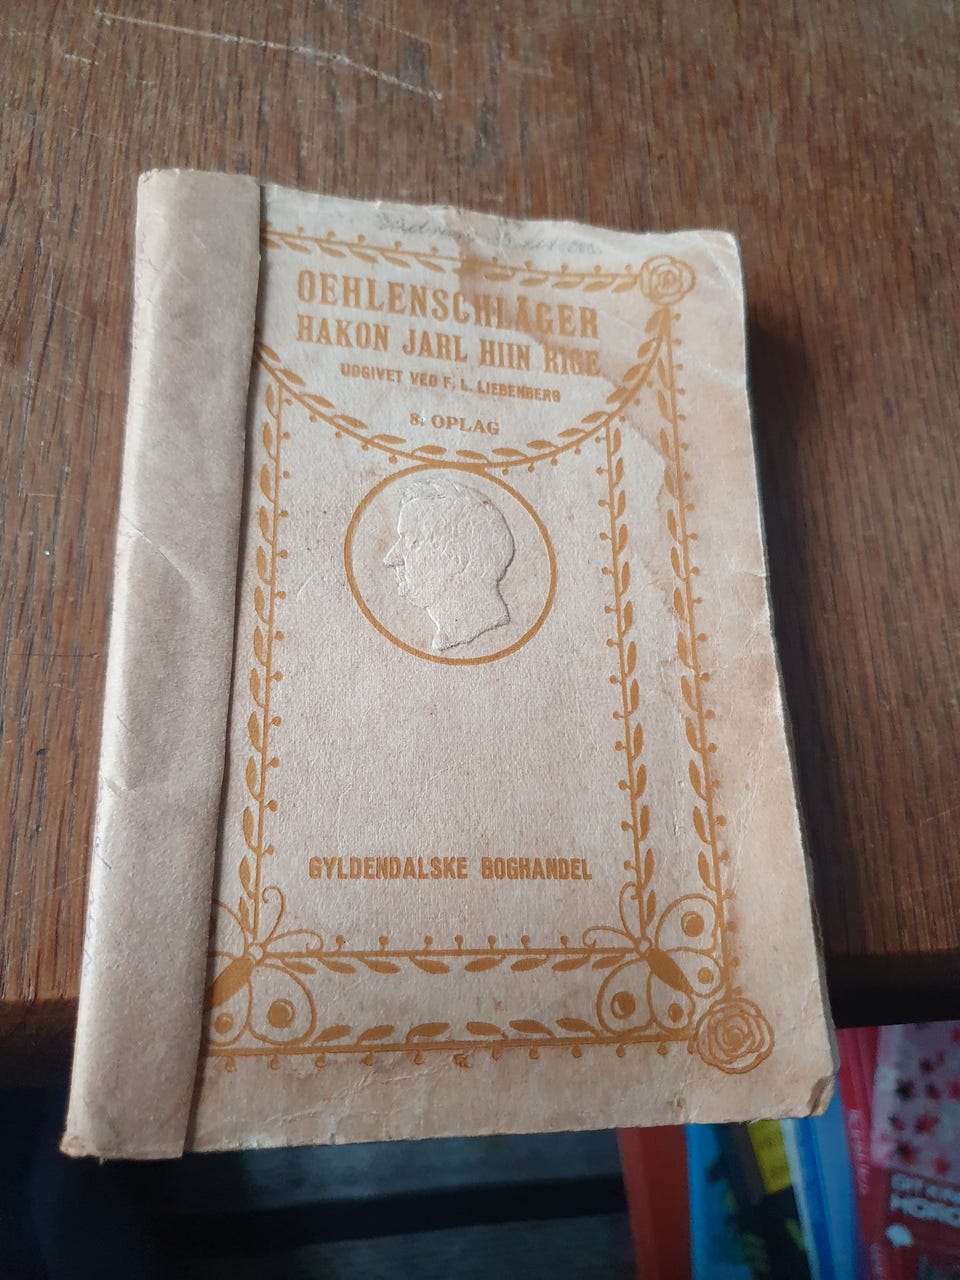 OEHLENSCHLÄGER
HAKON JARL HIIN RIGE
UDGIVET VED F. L. LIEBENBERG
8. OPLAG
GYLDENDALSKE BOGHANDEL